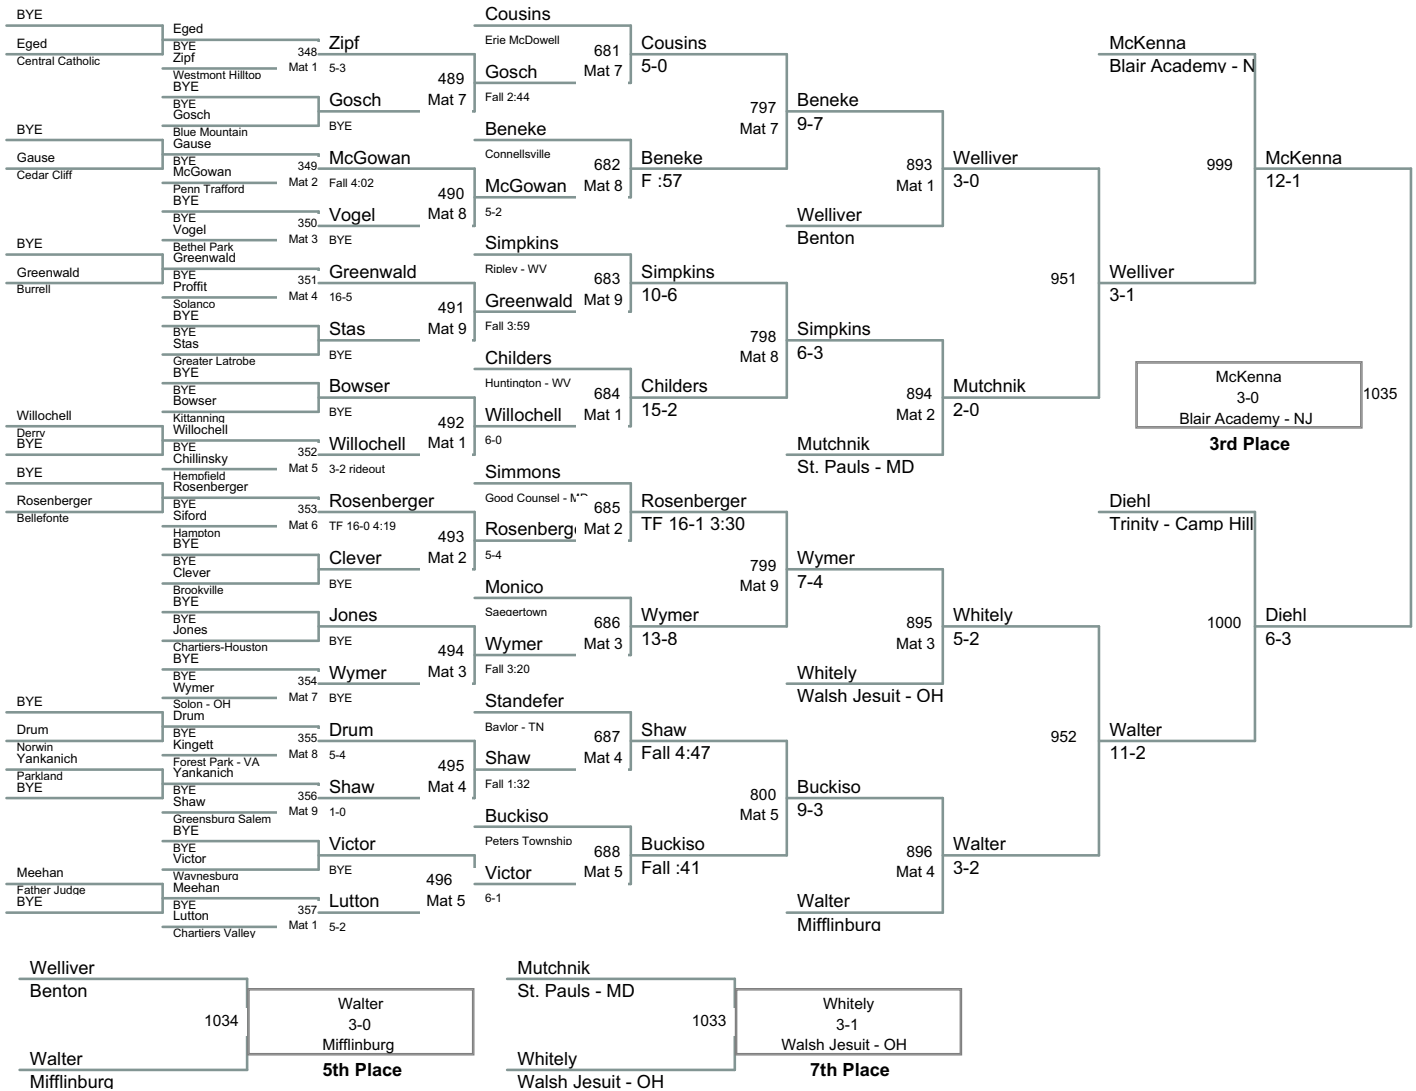 BYE
Eged
Central Catholic
BYE
Gause
Cedar Cliff
BYE
Greenwald
Burrell
Willochell
Derry
BYE
BYE
Rosenberger
Bellefonte
BYE
Drum
Norwin
Yankanich
Parkland
BYE
Meehan
Father Judge
BYE
Eged
BYE
Zipf
Westmont Hilltop
BYE
BYE
Gosch
Blue Mountain
Gause
BYE
McGowan
Penn Trafford
BYE
BYE
Vogel
Bethel Park
Greenwald
BYE
Proffit
Solanco
BYE
BYE
Stas
Greater Latrobe
BYE
BYE
Bowser
Kittanning
Willochell
BYE
Chillinsky
Hempfield
Rosenberger
BYE
Siford
Hampton
BYE
BYE
Clever
Brookville
BYE
BYE
Jones
Chartiers-Houston
BYE
BYE
Wymer
Solon - OH
Drum
BYE
Kingett
Forest Park - VA
Yankanich
BYE
Shaw
Greensburg Salem
BYE
BYE
Victor
Waynesburg
Meehan
BYE
Lutton
Chartiers Valley
348
Mat 1
349
Mat 2
350
Mat 3
351
Mat 4
352
Mat 5
353
Mat 6
354
Mat 7
355
Mat 8
356
Mat 9
357
Mat 1
Zipf
5-3
Gosch
BYE
McGowan
Fall 4:02
Vogel
BYE
Greenwald
16-5
Stas
BYE
Bowser
BYE
Willochell
3-2 rideout
Rosenberger
TF 16-0 4:19
Clever
BYE
Jones
BYE
Wymer
BYE
Drum
5-4
Shaw
1-0
Victor
BYE
Lutton
5-2
489
Mat 7
490
Mat 8
491
Mat 9
492
Mat 1
493
Mat 2
494
Mat 3
495
Mat 4
496
Mat 5
Cousins
Erie McDowell
Gosch
Fall 2:44
Beneke
Connellsville
McGowan
5-2
Simpkins
Ripley - WV
Greenwald
Fall 3:59
Childers
Huntington - WV
Willochell
6-0
Simmons
Good Counsel - MD
Rosenberge
5-4
Monico
Saegertown
Wymer
Fall 3:20
Standefer
Baylor - TN
Shaw
Fall 1:32
Buckiso
Peters Township
Victor
6-1
681
Mat 7
682
Mat 8
683
Mat 9
684
Mat 1
685
Mat 2
686
Mat 3
687
Mat 4
688
Mat 5
Cousins
5-0
Beneke
F :57
Simpkins
10-6
Childers
15-2
Rosenberger
TF 16-1 3:30
Wymer
13-8
Shaw
Fall 4:47
Buckiso
Fall :41
797
Mat 7
798
Mat 8
799
Mat 9
800
Mat 5
Beneke
9-7
Welliver
Benton
Simpkins
6-3
Mutchnik
St. Pauls - MD
Wymer
7-4
Whitely
Walsh Jesuit - OH
Buckiso
9-3
Walter
Mifflinburg
893
Mat 1
894
Mat 2
895
Mat 3
896
Mat 4
Welliver
3-0
Mutchnik
2-0
Whitely
5-2
Walter
3-2
951
952
McKenna
Blair Academy - N
Welliver
3-1
Diehl
Trinity - Camp Hill
Walter
11-2
999
1000
McKenna
12-1
Diehl
6-3
McKenna
3-0
Blair Academy - NJ
1035
3rd Place
Welliver
Benton
1034
Walter
Mifflinburg
Walter
3-0
Mifflinburg
5th Place
Mutchnik
St. Pauls - MD
1033
Whitely
Walsh Jesuit - OH
Whitely
3-1
Walsh Jesuit - OH
7th Place